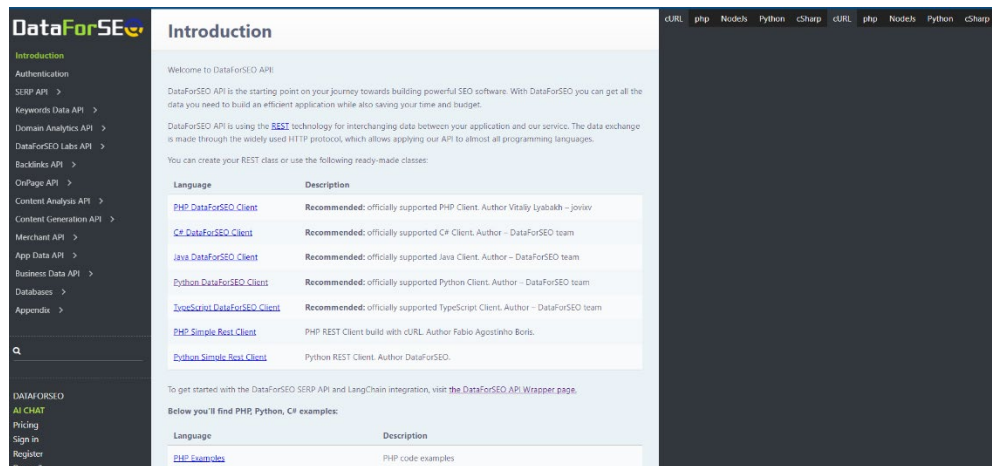 DataForSEO
Introduction
Authentication
SERP API >
Keywords Data API >
Domain Analytics API >
DataForSEO Labs API >
Backlinks API >
OnPage API >
Content Analysis API >
Content Generation API >
Merchant API >
App Data API >
Business Data API >
Databases >
Appendix >
DATAFORSEO
AI CHAT
Pricing
Sign in
Register
Introduction
Welcome to DataForSEO API!
DataForSEO API is the starting point on your journey towards building powerful SEO software. With DataForSEO you can get all the
data you need to build an efficient application while also saving your time and budget.
DataForSEO API is using the REST technology for interchanging data between your application and our service. The data exchange
is made through the widely used HTTP protocol, which allows applying our API to almost all programming languages.
You can create your REST class or use the following ready-made classes:
Language Description
PHP DataForSEO Client Recommended: officially supported PHP Client. Author Vitaliy Lyabakh – jovixv
C# DataForSEO Client Recommended: officially supported C# Client. Author – DataForSEO team
Java DataForSEO Client Recommended: officially supported Java Client. Author – DataForSEO team
Python DataForSEO Client Recommended: officially supported Python Client. Author – DataForSEO team
TypeScript DataForSEO Client Recommended: officially supported TypeScript Client. Author – DataForSEO team
PHP Simple Rest Client PHP REST Client build with cURL. Author Fabio Agostinho Boris.
Python Simple Rest Client Python REST Client. Author DataForSEO.
To get started with the DataForSEO SERP API and LangChain integration, visit the DataForSEO API Wrapper page.
Below you'll find PHP, Python, C# examples:
Language Description
PHP Examples PHP code examples
cURL php NodeJs Python cSharp cURL php NodeJs Python cSharp